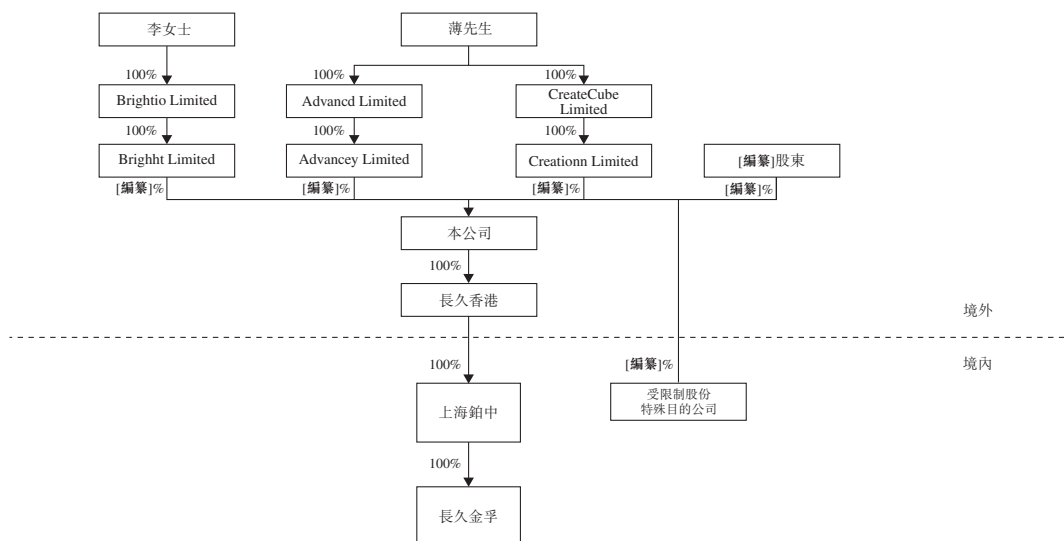 李女士
薄先生
100%
100%
100%
Brightio Limited
Advancd Limited
CreateCube
Limited
100%
100%
100%
Brightht Limited
Advancey Limited
Creationn Limited
[編纂]股東
[編纂]%
[編纂]%
[編纂]%
[編纂]%
本公司
100%
長久香港
境外
境內
100%
[編纂]%
上海鉑中
受限制股份
特殊目的公司
100%
長久金孚